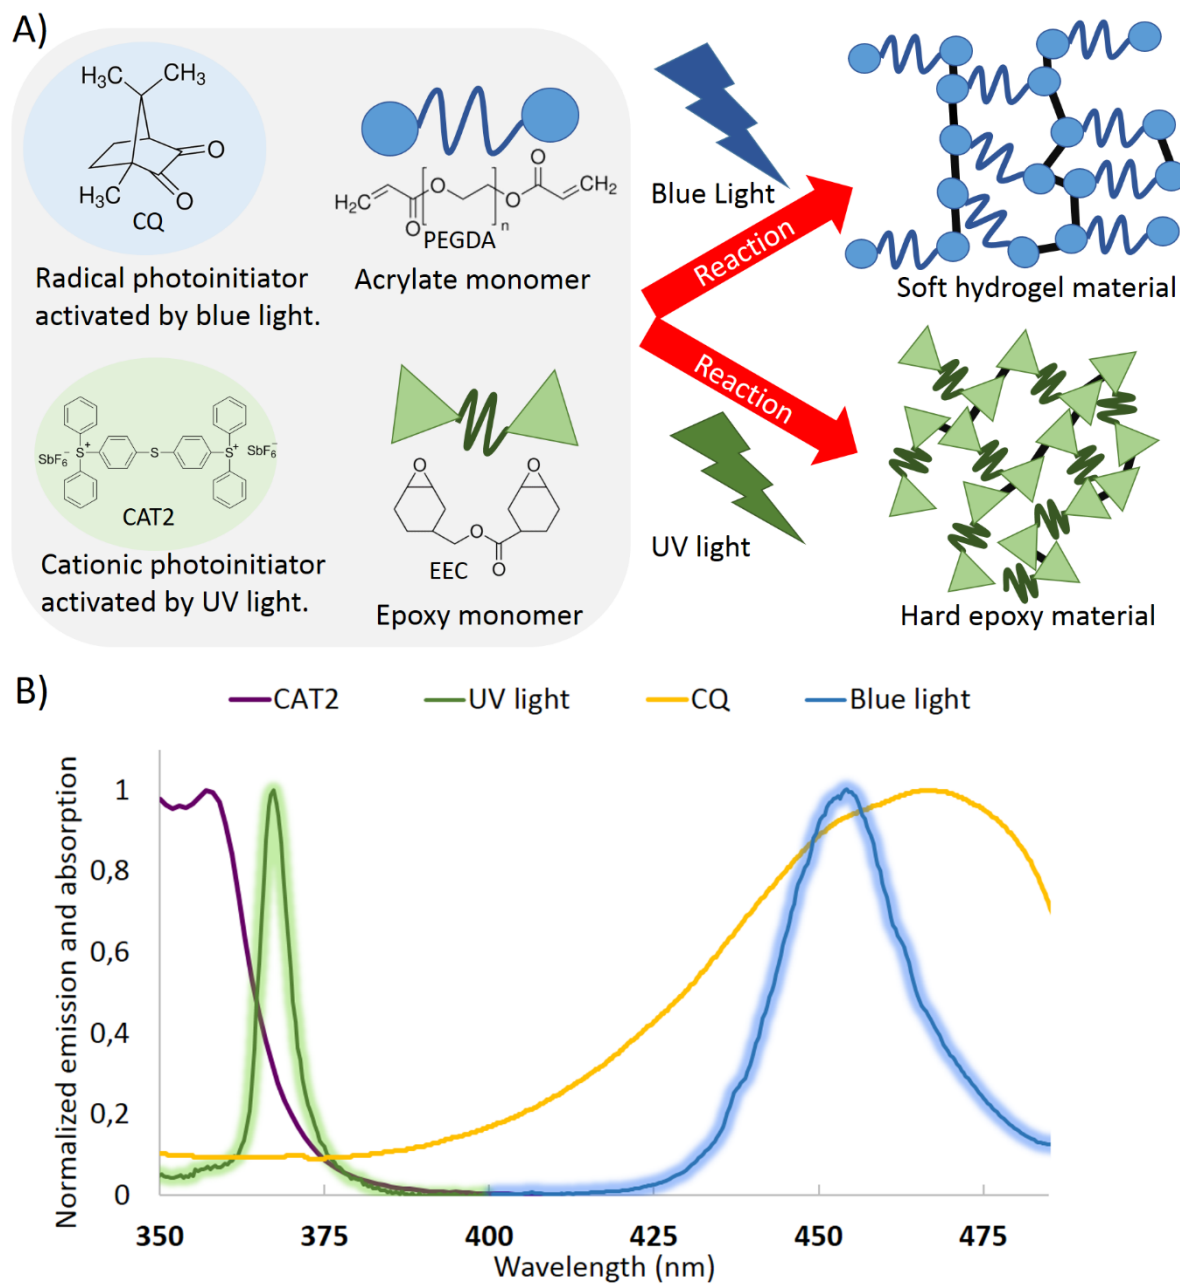 A)
H₃C
CH₃
O
O
H₃C
CQ
Radical photoinitiator
activated by blue light.
H₂C
O
O
O
n
O
CH₂
PEGDA
Acrylate monomer
Blue Light
Reaction
Soft hydrogel material
SbF₆⁻
S⁺
S
S⁺
SbF₆⁻
CAT2
Cationic photoinitiator
activated by UV light.
O
O
O
O
EEC
Epoxy monomer
Reaction
UV light
Hard epoxy material
B)
CAT2 UV light CQ Blue light
Normalized emission and absorption
1
0,8
0,6
0,4
0,2
0
350 375 400 425 450 475
Wavelength (nm)